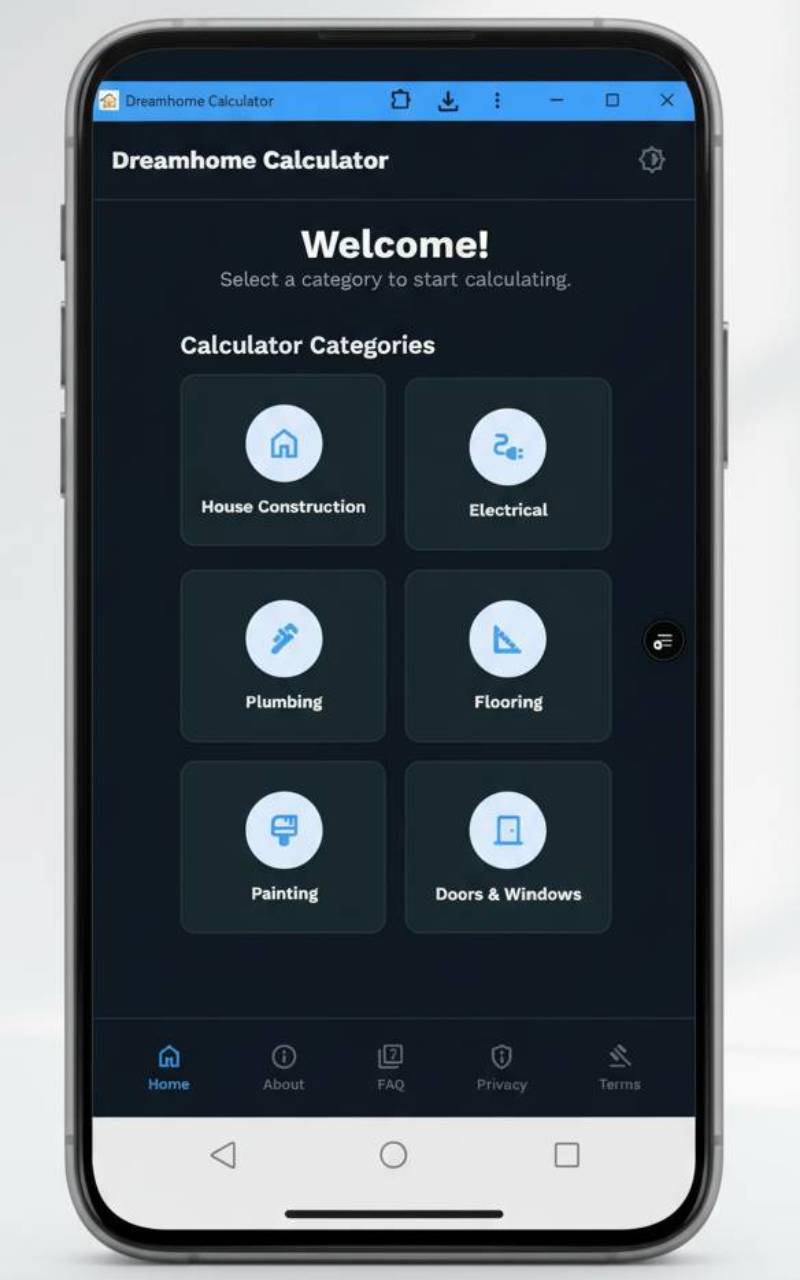 Dreamhome Calculator
Dreamhome Calculator
Welcome!
Select a category to start calculating.
Calculator Categories
House Construction
Electrical
Plumbing
Flooring
Painting
Doors & Windows
Home
About
FAQ
Privacy
Terms